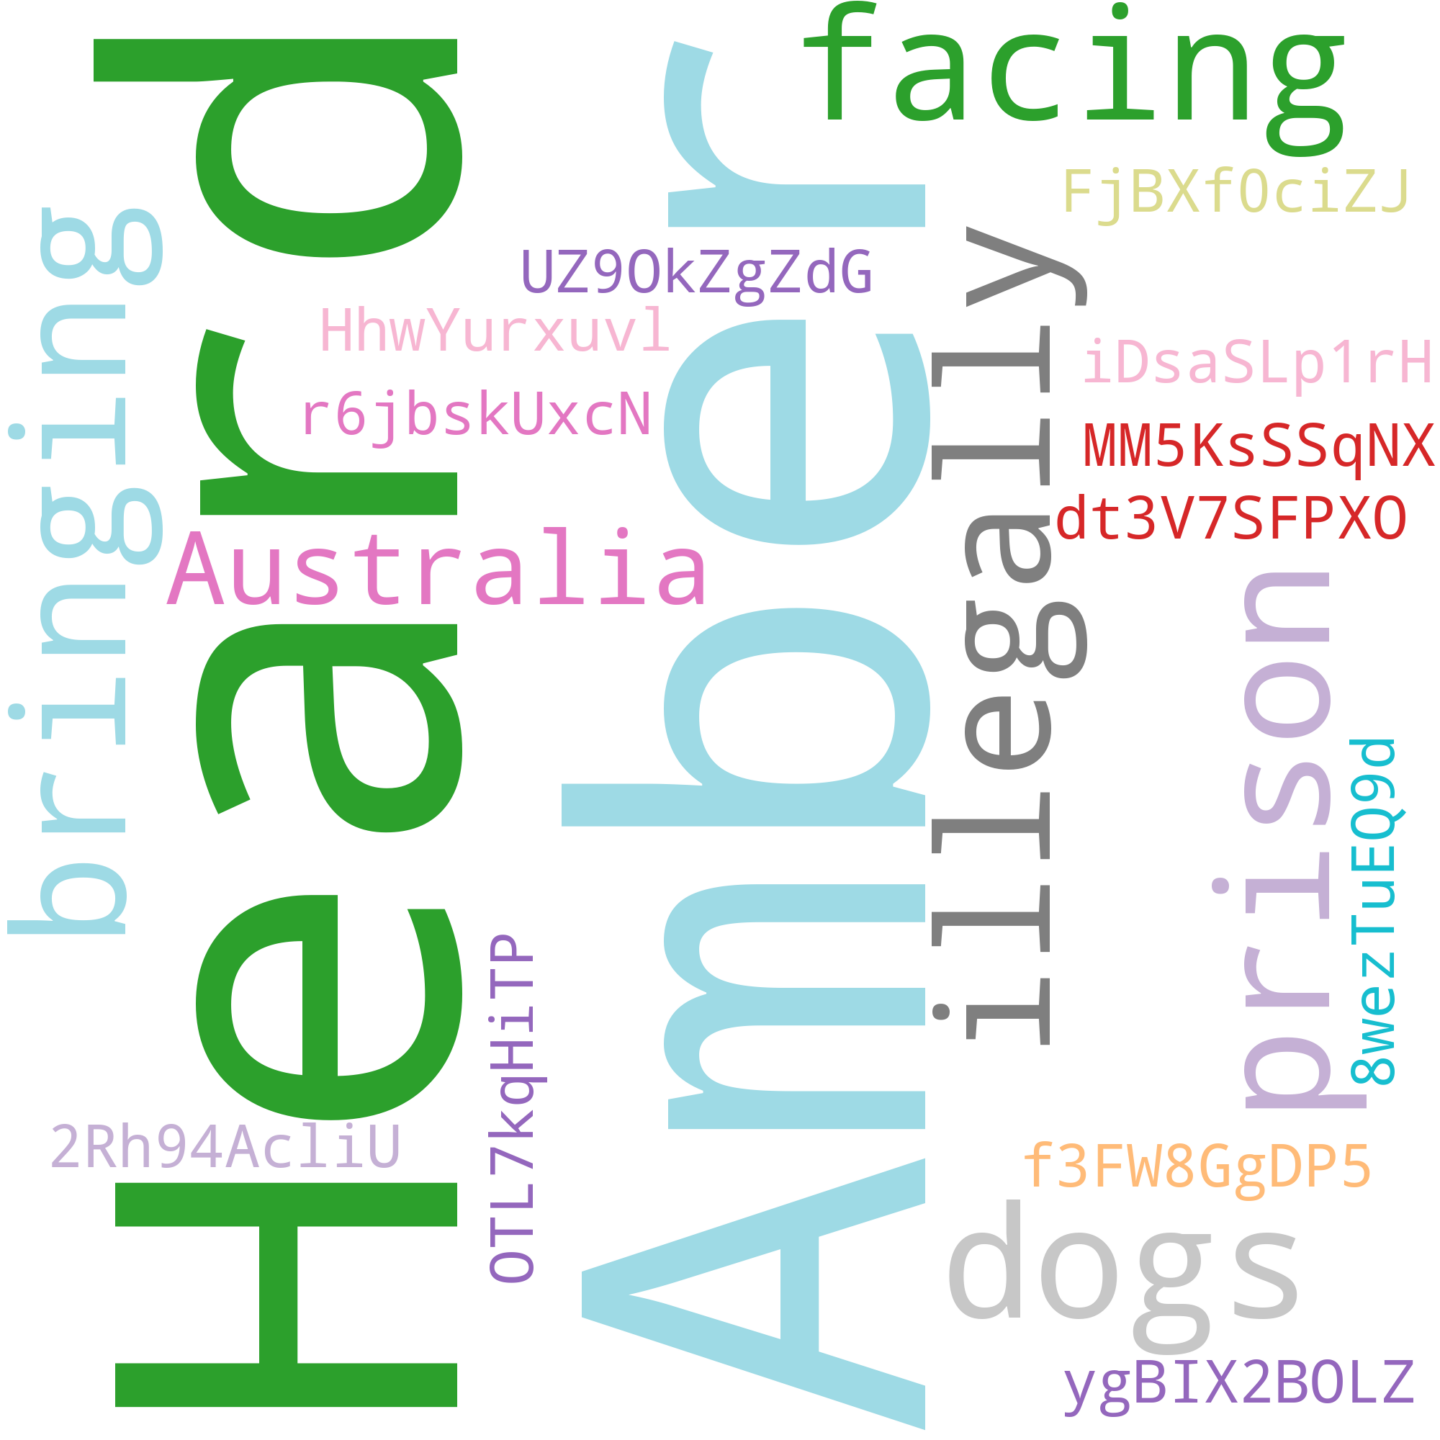 facing
FjBXf0ciZJ
bringing
Heard
Amber
UZ9OkZgZdG
illegally
HhwYurxuvl
iDsaSLp1rH
r6jbskUxcN
MM5KsSSqNX
dt3V7SFPXO
Australia
prison
8wezTuEQ9d
OTL7kqHiTP
2Rh94AcliU
f3FW8GgDP5
dogs
ygBIX2BOLZ